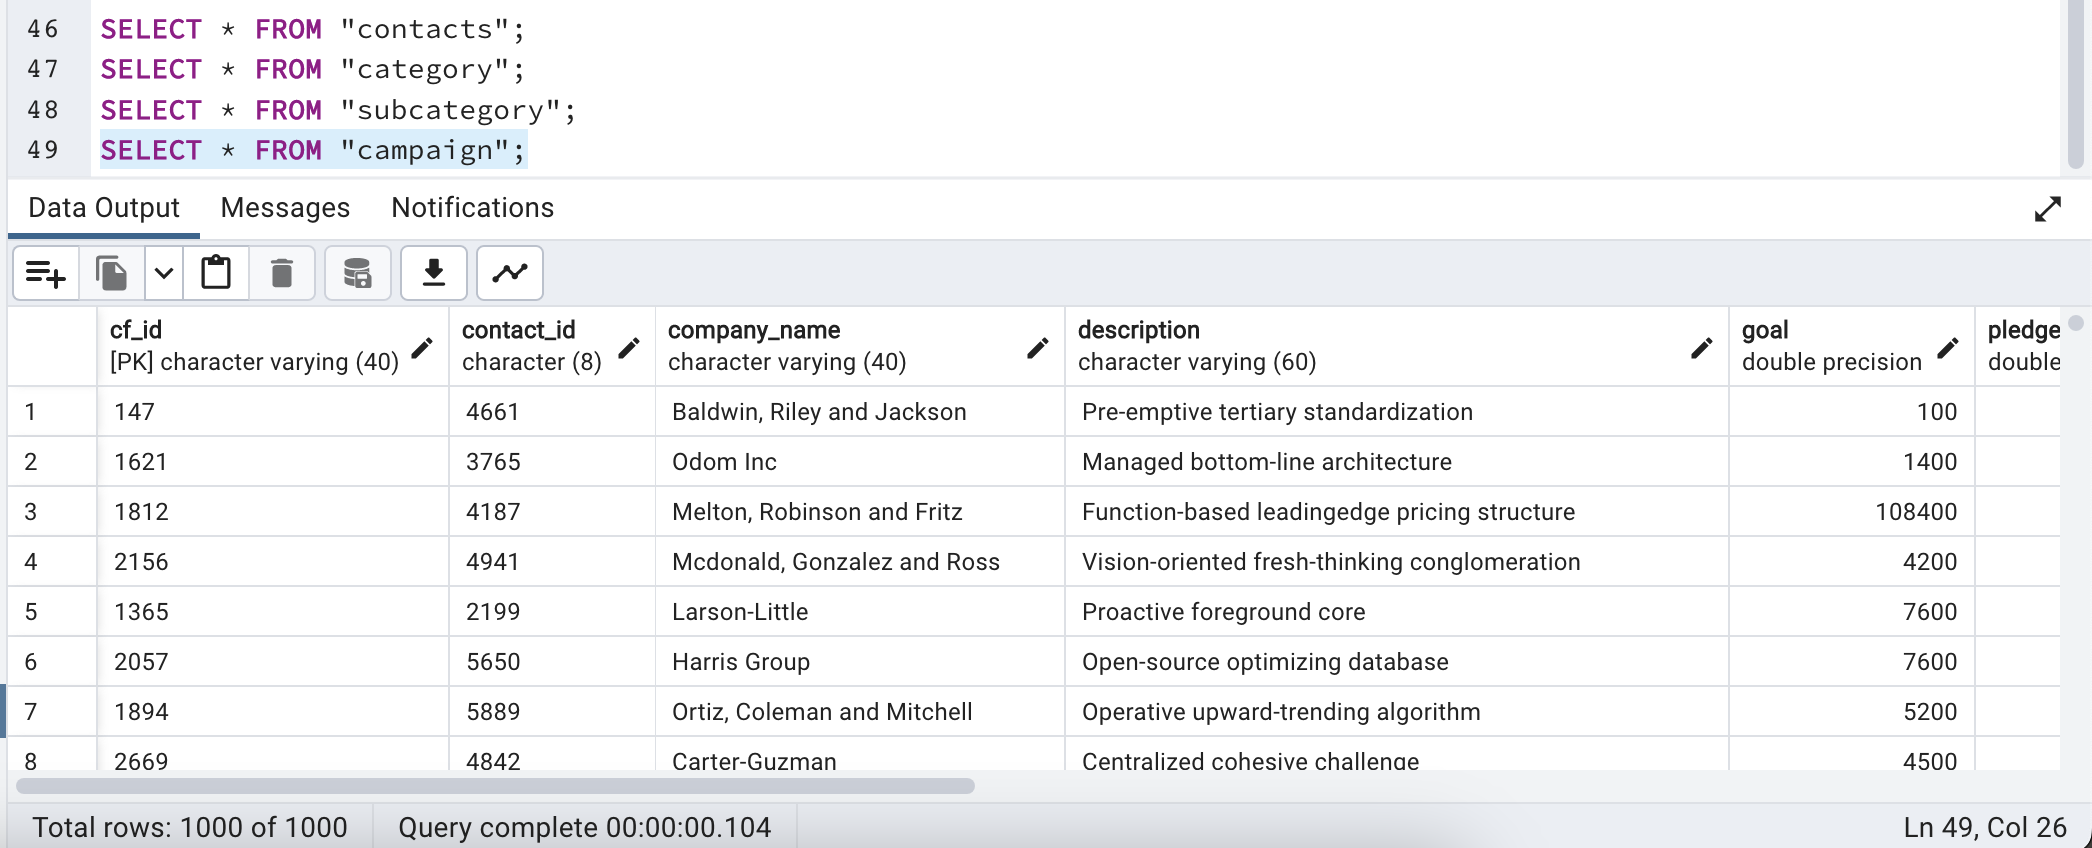 46 SELECT * FROM "contacts";
47 SELECT * FROM "category";
48 SELECT * FROM "subcategory";
49 SELECT * FROM "campaign";
Data Output Messages Notifications
cf_id contact_id company_name description goal pledge
[PK] character varying (40) character (8) character varying (40) character varying (60) double precision double
1 147 4661 Baldwin, Riley and Jackson Pre-emptive tertiary standardization 100
2 1621 3765 Odom Inc Managed bottom-line architecture 1400
3 1812 4187 Melton, Robinson and Fritz Function-based leadingedge pricing structure 108400
4 2156 4941 Mcdonald, Gonzalez and Ross Vision-oriented fresh-thinking conglomeration 4200
5 1365 2199 Larson-Little Proactive foreground core 7600
6 2057 5650 Harris Group Open-source optimizing database 7600
7 1894 5889 Ortiz, Coleman and Mitchell Operative upward-trending algorithm 5200
8 2669 4842 Carter-Guzman Centralized cohesive challenge 4500
Total rows: 1000 of 1000 Query complete 00:00:00.104 Ln 49, Col 26